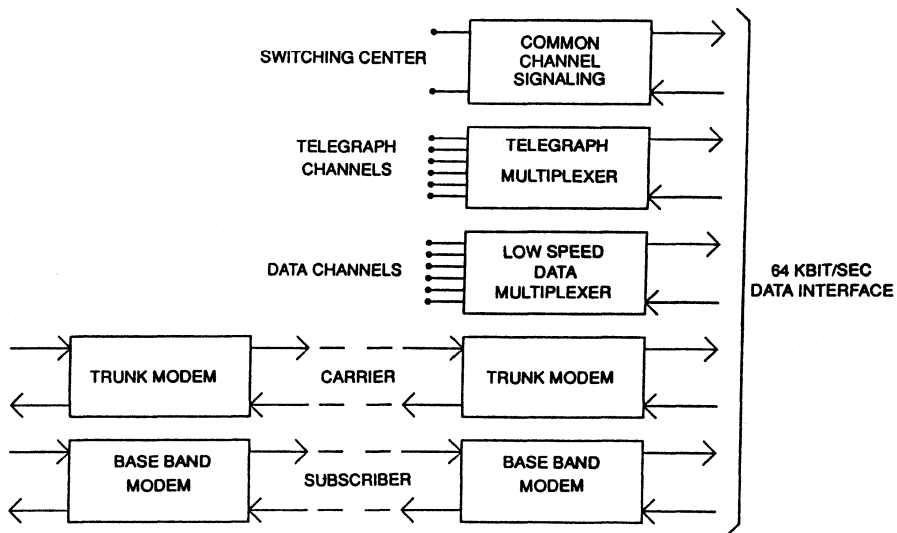 SWITCHING CENTER
COMMON
CHANNEL
SIGNALING
TELEGRAPH
CHANNELS
TELEGRAPH
MULTIPLEXER
DATA CHANNELS
LOW SPEED
DATA
MULTIPLEXER
64 KBIT/SEC
DATA INTERFACE
TRUNK MODEM
CARRIER
TRUNK MODEM
BASE BAND
MODEM
SUBSCRIBER
BASE BAND
MODEM